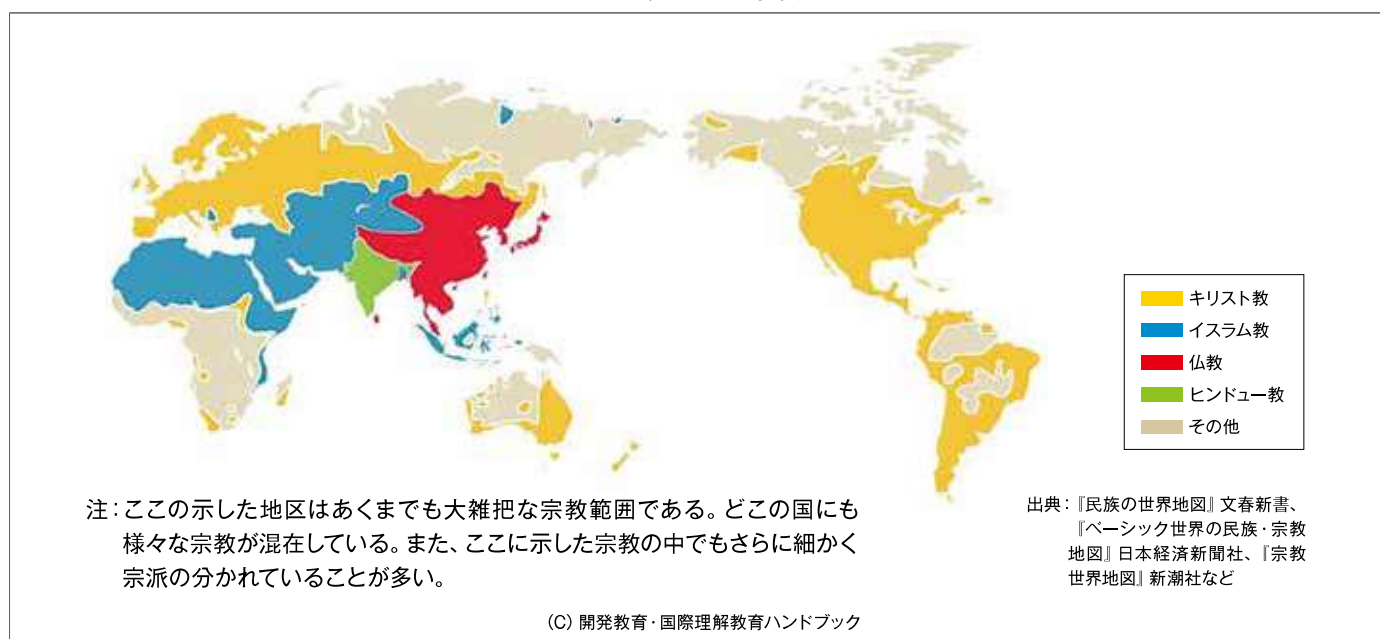 キリスト教
イスラム教
仏教
ヒンドュー教
その他
注：ここの示した地区はあくまでも大雑把な宗教範囲である。どこの国にも
様々な宗教が混在している。また、ここに示した宗教の中でもさらに細かく
宗派の分かれていることが多い。
出典：『民族の世界地図』文春新書、
『ベーシック世界の民族・宗教
地図』日本経済新聞社、『宗教
世界地図』新潮社など
(C) 開発教育・国際理解教育ハンドブック